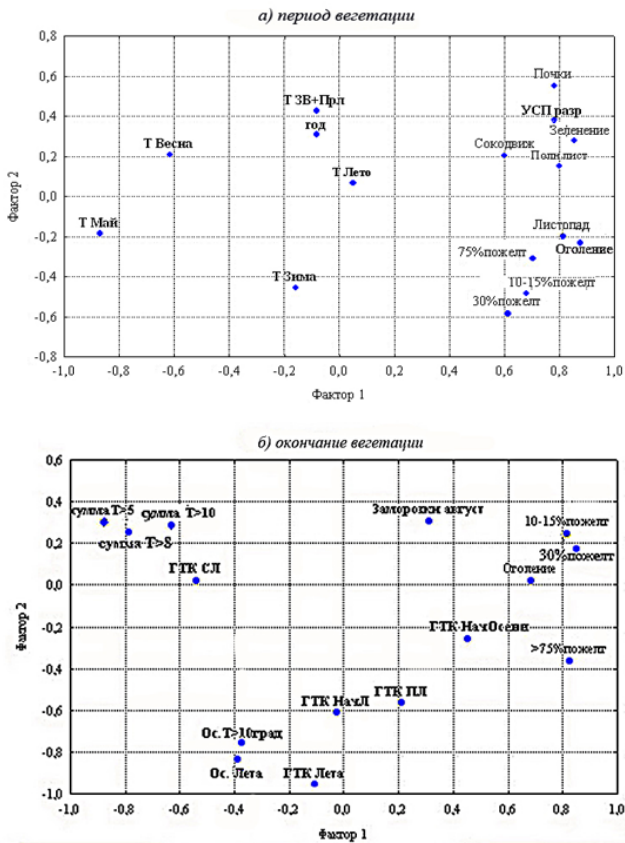 а) период вегетации
0,8
0,6
0,4
0,2
0,0
-0,2
-0,4
-0,6
-0,8
Фактор 2
Почки
Т ЗВ+Прл
УСП разр
год
Зеленение
Т Весна
Сокодвиж
Полн лист
Т Лето
Т Май
Листопад
Оголение
75%пожелт
Т Зима
10-15%пожелт
30%пожелт
-1,0 -0,8 -0,6 -0,4 -0,2 0,0 0,2 0,4 0,6 0,8 1,0
Фактор 1
б) окончание вегетации
0,6
0,4
0,2
0,0
-0,2
-0,4
-0,6
-0,8
-1,0
Фактор 2
сумма Т>5
сумма Т>10
Заморозки август
10-15%пожелт
сумма Т>8
30%пожелт
ГТК СЛ
Оголение
ГТК НачОсени
>75%пожелт
ГТК ПЛ
ГТК НачЛ
Ос. Т>10град
Ос. Лета
ГТК Лета
-1,0 -0,8 -0,6 -0,4 -0,2 0,0 0,2 0,4 0,6 0,8 1,0
Фактор 1